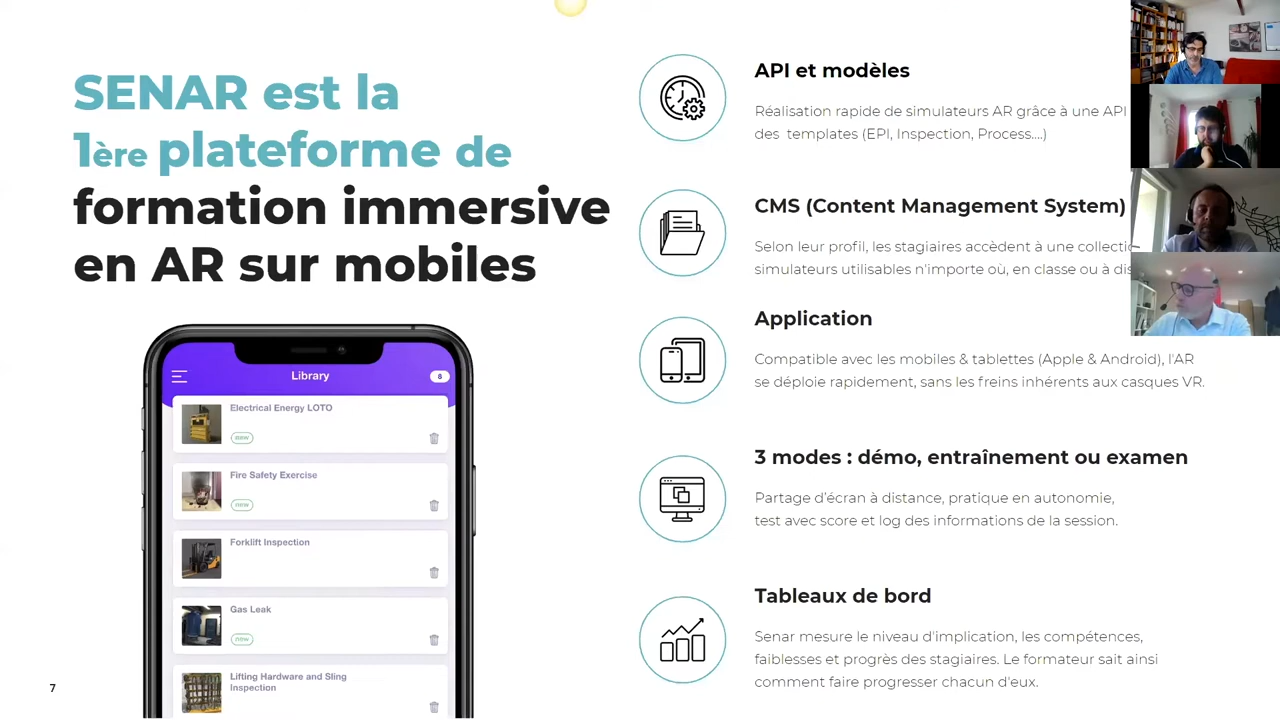 SENAR est la
1ère plateforme de
formation immersive
en AR sur mobiles
Library
8
Electrical Energy LOTO
new
Fire Safety Exercise
new
Forklift Inspection
Gas Leak
new
Lifting Hardware and Sling
Inspection
7
API et modèles
Réalisation rapide de simulateurs AR grâce à une API
des templates (EPI, Inspection, Process....)
CMS (Content Management System)
Selon leur profil, les stagiaires accèdent à une
simulateurs utilisables n'importe où, en classe ou à
Application
Compatible avec les mobiles & tablettes (Apple & Android), l'AR
se déploie rapidement, sans les freins inhérents aux casques VR.
3 modes : démo, entraînement ou examen
Partage d'écran à distance, pratique en autonomie,
test avec score et log des informations de la session.
Tableaux de bord
Senar mesure le niveau d'implication, les compétences,
faiblesses et progrès des stagiaires. Le formateur sait ainsi
comment faire progresser chacun d'eux.